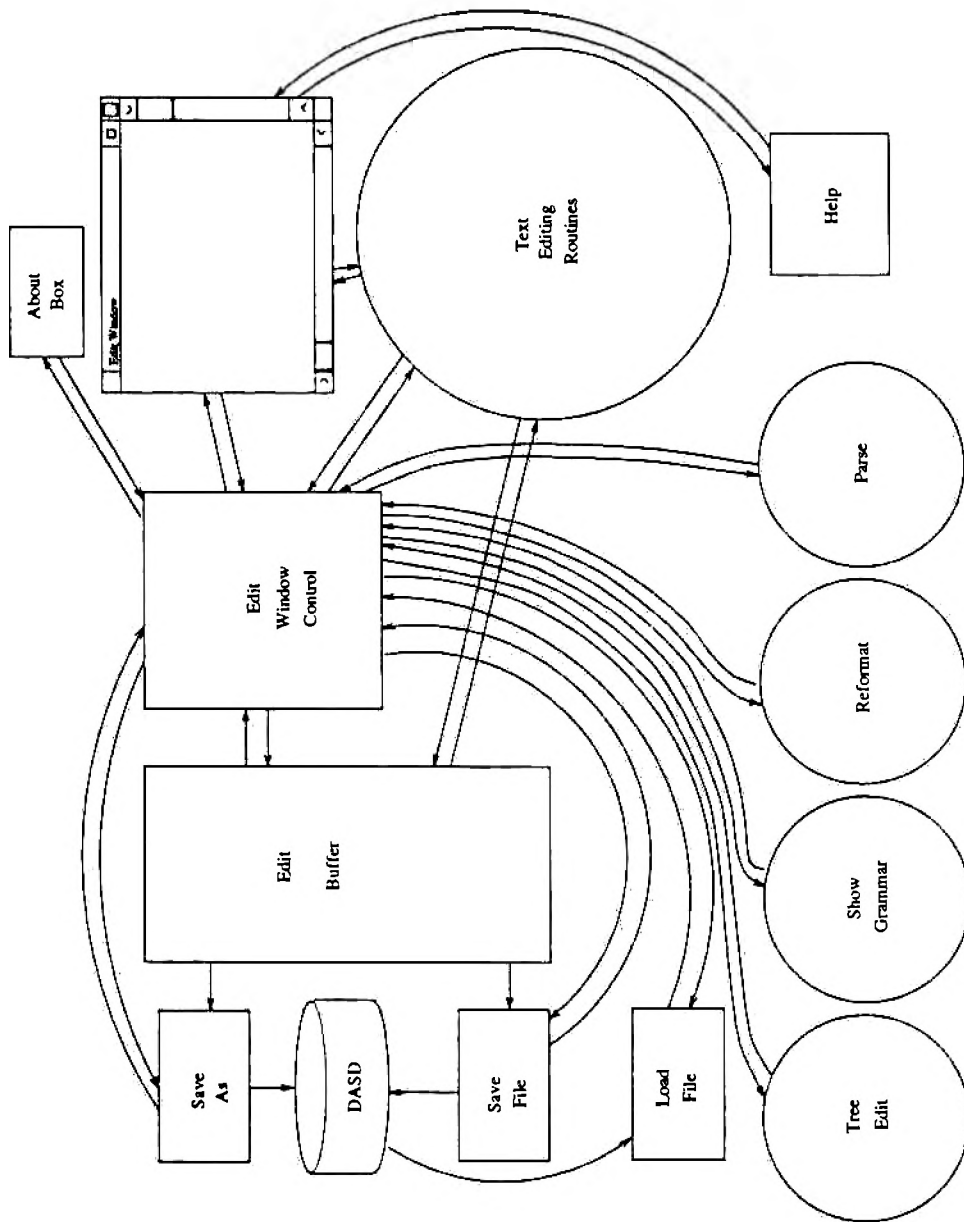 Edit Window
About
Box
Text
Editing
Routines
Help
Edit
Window
Control
Parse
Reformat
Show
Grammar
Tree
Edit
Edit
Buffer
Save
As
DASD
Save
File
Load
File